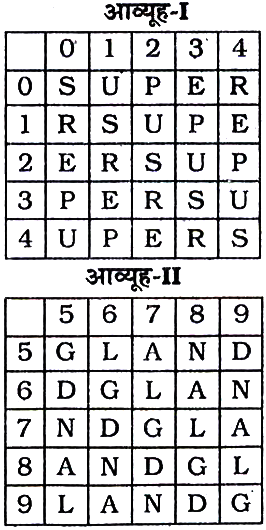 आव्यूह-I
0 1 2 3 4
0 S U P E R
1 R S U P E
2 E R S U P
3 P E R S U
4 U P E R S
आव्यूह-II
5 6 7 8 9
5 G L A N D
6 D G L A N
7 N D G L A
8 A N D G L
9 L A N D G